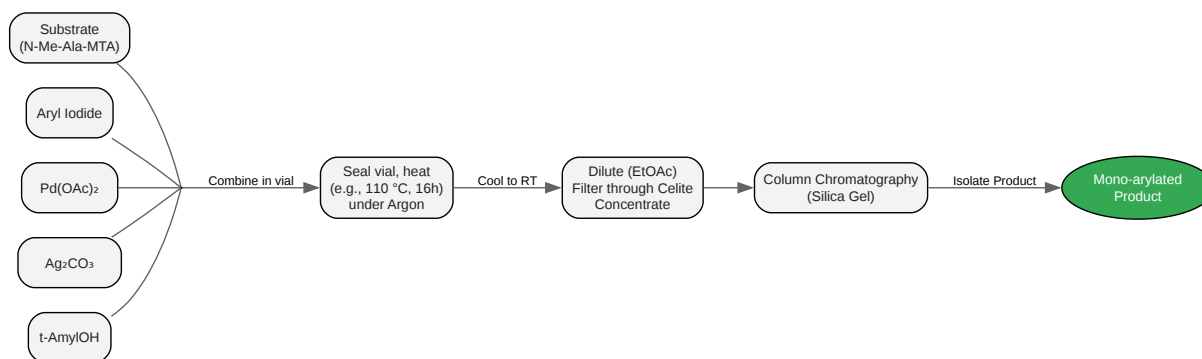 Substrate
(N-Me-Ala-MTA)
Aryl Iodide
Pd(OAc)₂
Ag₂CO₃
t-AmylOH
Combine in vial
Seal vial, heat
(e.g., 110 °C, 16h)
under Argon
Cool to RT
Dilute (EtOAc)
Filter through Celite
Concentrate
Column Chromatography
(Silica Gel)
Isolate Product
Mono-arylated
Product